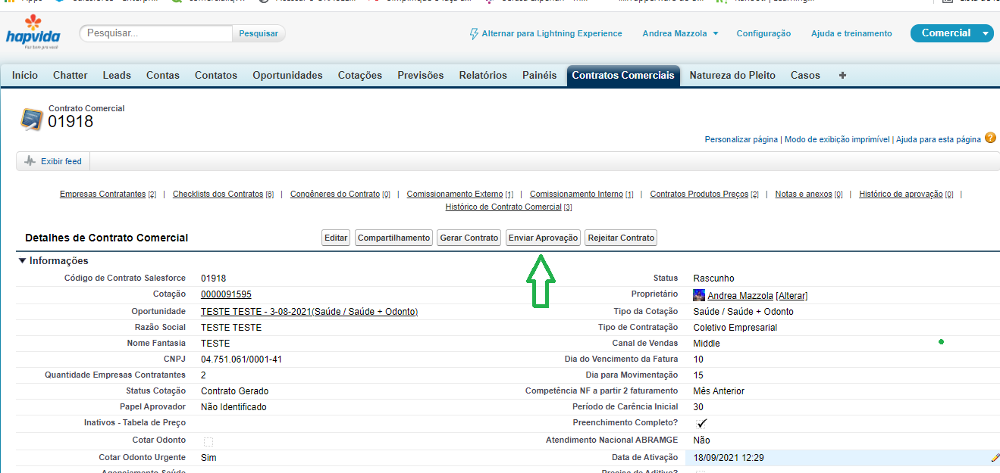 Apps
hapvida
Pesquisar...
Pesquisar
Alternar para Lightning Experience
Andrea Mazzola
Configuração
Ajuda e treinamento
Comercial
Início Chatter Leads Contas Contatos Oportunidades Cotações Previsões Relatórios Painéis Contratos Comerciais Natureza do Pleito Casos +
Contrato Comercial
01918
Personalizar página | Modo de exibição imprimível | Ajuda para esta página ?
Exibir feed
Empresas Contratantes [2] | Checklists dos Contratos [6] | Congêneres do Contrato [0] | Comissionamento Externo [1] | Comissionamento Interno [1] | Contratos Produtos Preços [2] | Notas e anexos [0] | Histórico de aprovação [0] |
Histórico de Contrato Comercial [3]
Detalhes de Contrato Comercial Editar Compartilhamento Gerar Contrato Enviar Aprovação Rejeitar Contrato
Informações
Código de Contrato Salesforce 01918 Status Rascunho
Cotação 0000091595 Proprietário Andrea Mazzola [Alterar]
Oportunidade TESTE TESTE - 3-08-2021(Saúde / Saúde + Odonto) Tipo da Cotação Saúde / Saúde + Odonto
Razão Social TESTE TESTE Tipo de Contratação Coletivo Empresarial
Nome Fantasia TESTE Canal de Vendas Middle
CNPJ 04.751.061/0001-41 Dia do Vencimento da Fatura 10
Quantidade Empresas Contratantes 2 Dia para Movimentação 15
Status Cotação Contrato Gerado Competência NF a partir 2 faturamento Mês Anterior
Papel Aprovador Não Identificado Período de Carência Inicial 30
Inativos - Tabela de Preço Preenchimento Completo?
Cotar Odonto Atendimento Nacional ABRAMGE Não
Cotar Odonto Urgente Sim Data de Ativação 18/09/2021 12:29
Agenciamento Saúde Precisa de Aditivo?